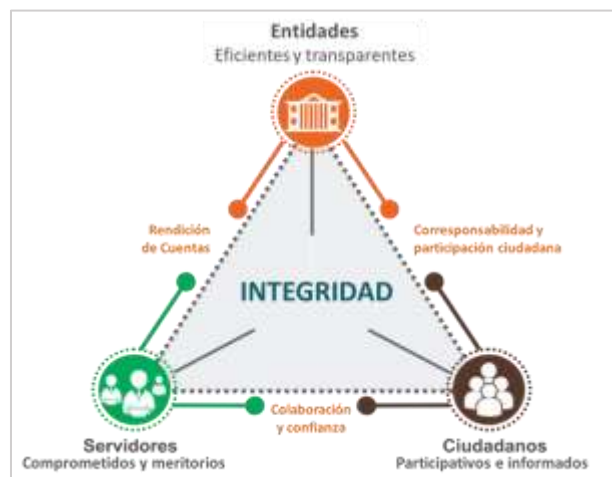 Entidades
Eficientes y transparentes
Rendición
de Cuentas
Corresponsabilidad y
participación ciudadana
INTEGRIDAD
Colaboración
y confianza
Servidores
Comprometidos y meritorios
Ciudadanos
Participativos e informados